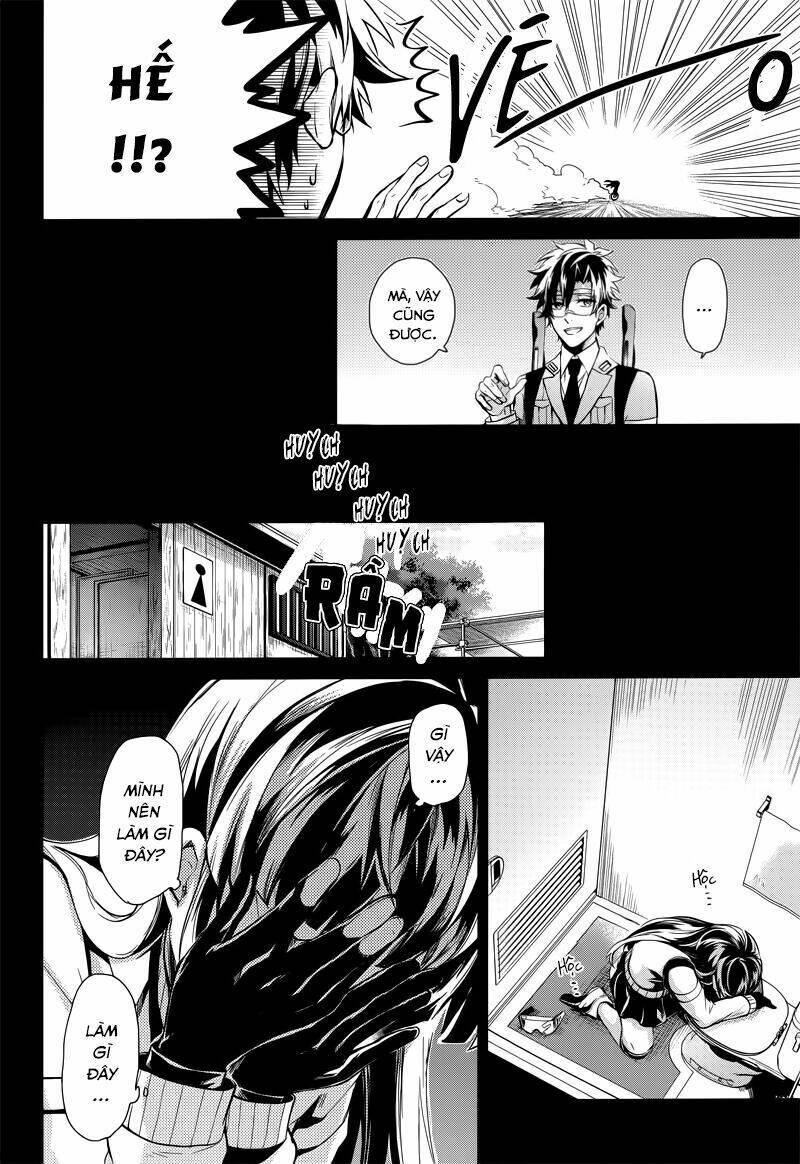 VÉO
HẾ
!!?
...
MÀ, VẬY
CŨNG
ĐƯỢC.
HUỴCH
HUỴCH
HUỴCH
HUỴCH
RẦM
HỘC
HỘC
GÌ
VẬY
...
MÌNH
NÊN
LÀM GÌ
ĐÂY?
LÀM
GÌ
ĐÂY
...